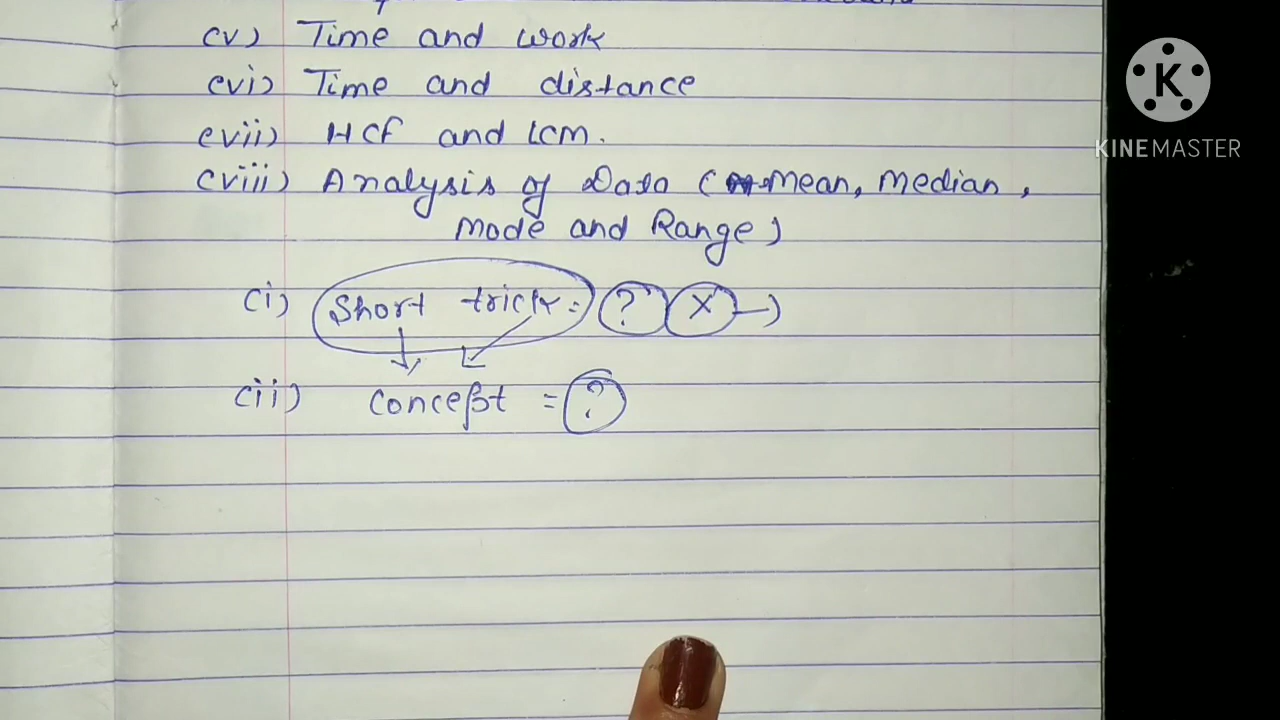 (v) Time and work
(vi) Time and distance
(vii) HCF and LCM.
(viii) Analysis of Data (Mean, Median,
Mode and Range)
(i) Short trick = ? X →
(ii) Concept = ?
K
KINEMASTER